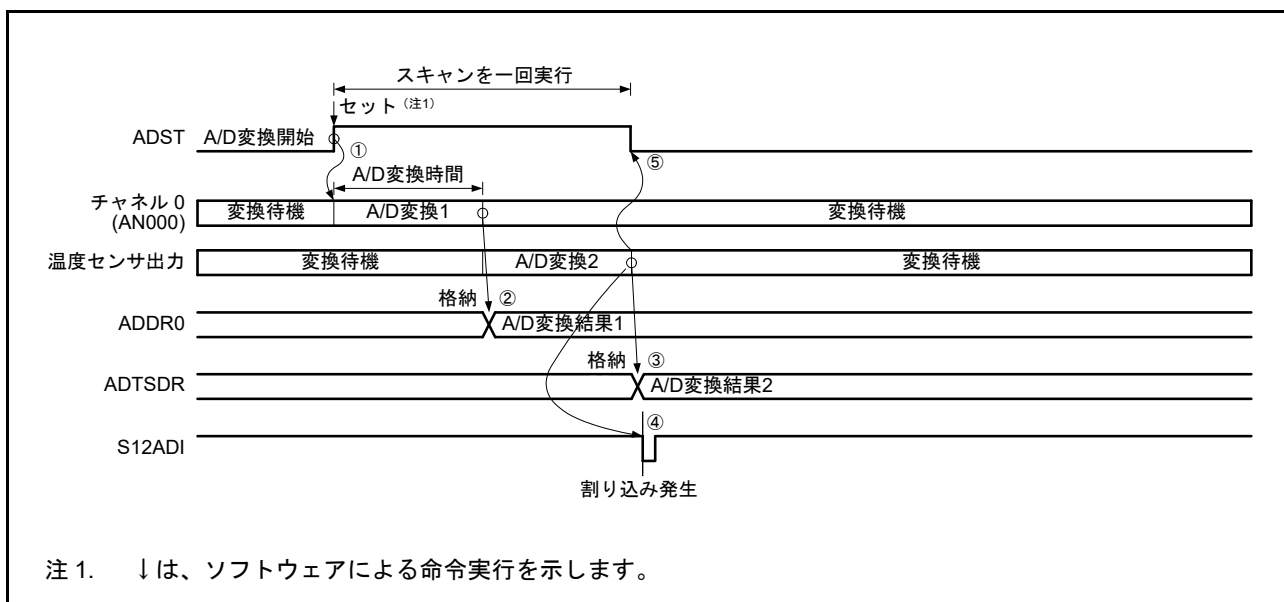 スキャンを一回実行
セット（注1）
ADST A/D変換開始
①
⑤
A/D変換時間
チャネル 0
(AN000)
変換待機 A/D変換1 変換待機
温度センサ出力 変換待機 A/D変換2 変換待機
格納 ②
ADDR0 A/D変換結果1
格納 ③
ADTSDR A/D変換結果2
④
S12ADI
割り込み発生
注 1. ↓は、ソフトウェアによる命令実行を示します。